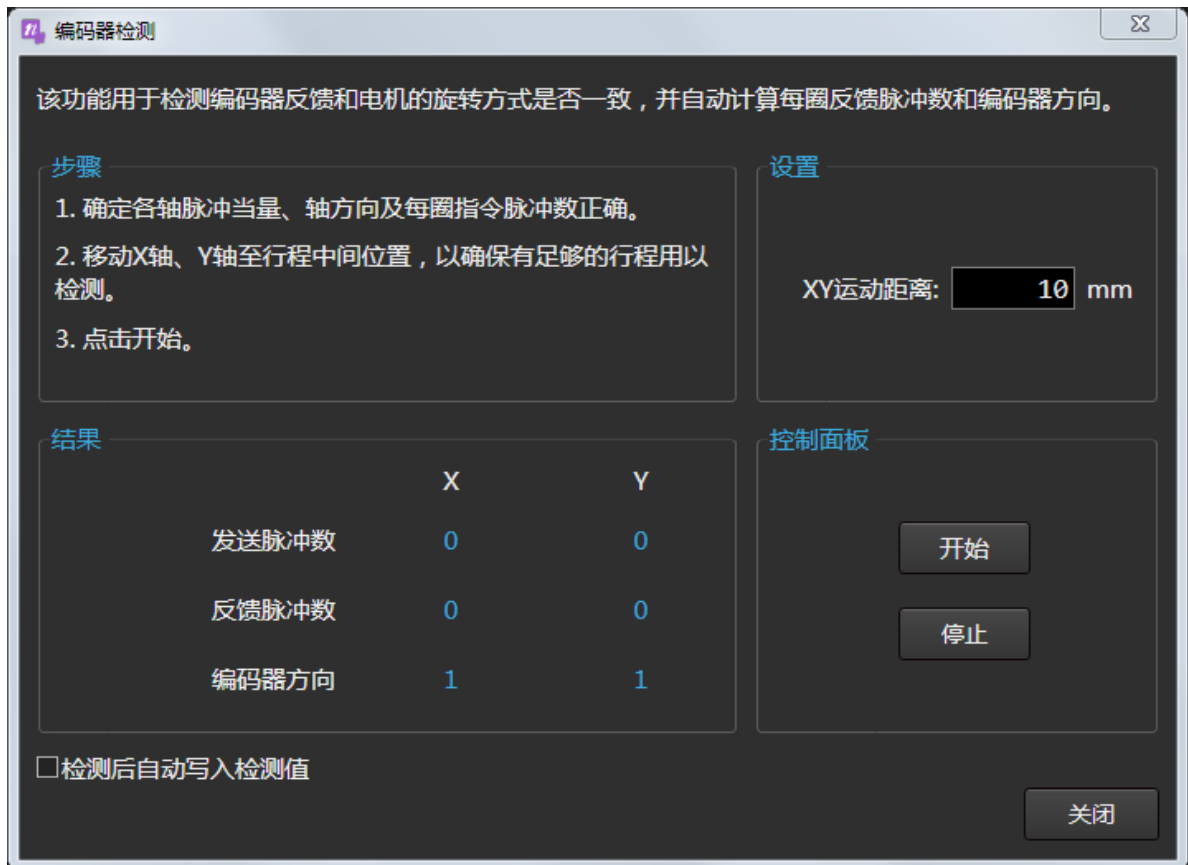 编码器检测
该功能用于检测编码器反馈和电机的旋转方式是否一致，并自动计算每圈反馈脉冲数和编码器方向。
步骤
1. 确定各轴脉冲当量、轴方向及每圈指令脉冲数正确。
2. 移动X轴、Y轴至行程中间位置，以确保有足够的行程用以
检测。
3. 点击开始。
设置
XY运动距离: 10 mm
结果
X Y
发送脉冲数 0 0
反馈脉冲数 0 0
编码器方向 1 1
控制面板
开始
停止
检测后自动写入检测值
关闭